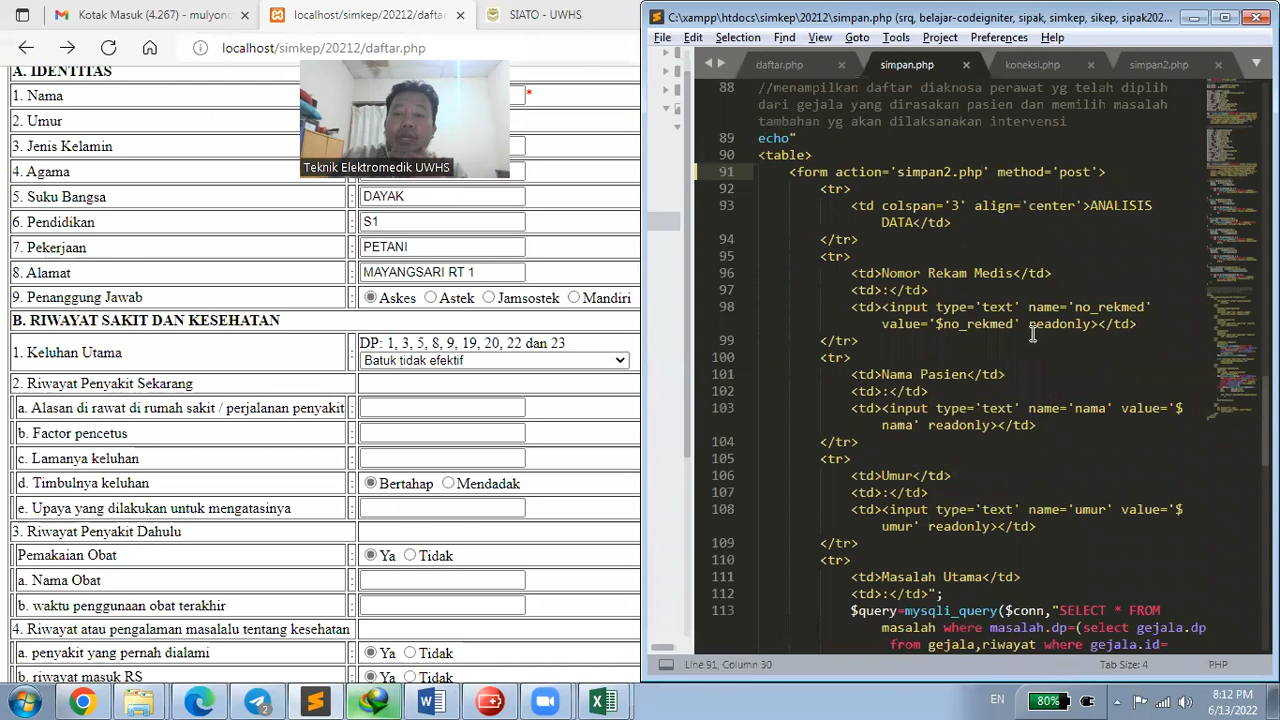 Kotak Masuk (4.267) - mulyono
localhost/simkep/20212/daftar
SIATO - UWHS
localhost/simkep/20212/daftar.php
A. IDENTITAS
1. Nama :
*
2. Umur
3. Jenis Kelamin
4. Agama
5. Suku Bangsa : DAYAK
6. Pendidikan : S1
7. Pekerjaan : PETANI
8. Alamat : MAYANGSARI RT 1
9. Penanggung Jawab : Askes Astek Jamsostek Mandiri
B. RIWAYAT SAKIT DAN KESEHATAN
1. Keluhan Utama : DP: 1, 3, 5, 8, 9, 19, 20, 22 dan 23
Batuk tidak efektif
2. Riwayat Penyakit Sekarang :
a. Alasan di rawat di rumah sakit / perjalanan penyakit :
b. Factor pencetus :
c. Lamanya keluhan :
d. Timbulnya keluhan : Bertahap Mendadak
e. Upaya yang dilakukan untuk mengatasinya :
3. Riwayat Penyakit Dahulu :
Pemakaian Obat : Ya Tidak
a. Nama Obat :
b. waktu penggunaan obat terakhir :
4. Riwayat atau pengalaman masalalu tentang kesehatan :
a. penyakit yang pernah dialami : Ya Tidak
b. riwayat masuk RS : Ya Tidak
Teknik Elektromedik UWHS
C:\xampp\htdocs\simkep\20212\simpan.php (srq, belajar-codeigniter, sipak, simkep, sikep, sipak202...
File Edit Selection Find View Goto Tools Project Preferences Help
daftar.php simpan.php koneksi.php simpan2.php
88 //menampilkan daftar diaknosa perawat yg telah diplih
dari gejala yang dirasakan pasien dan memilih masalah
tambahan yg akan dilaksanakan intervensi
89 echo"
90 <table>
91 <form action='simpan2.php' method='post'>
92 <tr>
93 <td colspan='3' align='center'>ANALISIS
DATA</td>
94 </tr>
95 <tr>
96 <td>Nomor Rekam Medis</td>
97 <td>:</td>
98 <td><input type='text' name='no_rekmed'
value='$no_rekmed' readonly></td>
99 </tr>
100 <tr>
101 <td>Nama Pasien</td>
102 <td>:</td>
103 <td><input type='text' name='nama' value='$
nama' readonly></td>
104 </tr>
105 <tr>
106 <td>Umur</td>
107 <td>:</td>
108 <td><input type='text' name='umur' value='$
umur' readonly></td>
109 </tr>
110 <tr>
111 <td>Masalah Utama</td>
112 <td>:</td>";
113 $query=mysqli_query($conn,"SELECT * FROM
masalah where masalah.dp=(select gejala.dp
from gejala,riwayat where gejala.id=
Line 91, Column 30
Tab Size: 4
PHP
EN
80%
8:12 PM
6/13/2022